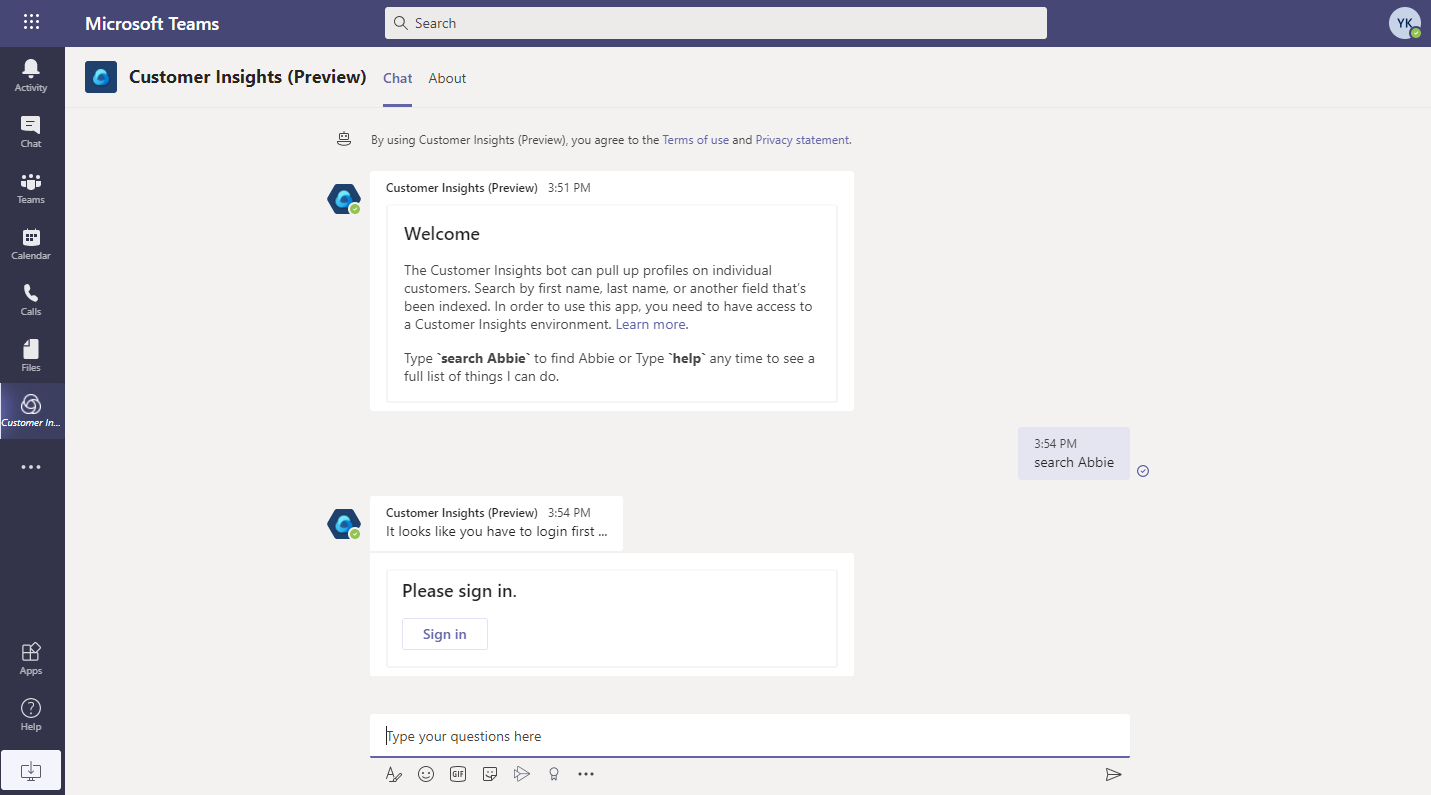 Microsoft Teams
Search
YK
Activity
Chat
Teams
Calendar
Calls
Files
Customer In...
Apps
Help
Customer Insights (Preview)
Chat
About
By using Customer Insights (Preview), you agree to the Terms of use and Privacy statement.
Customer Insights (Preview) 3:51 PM
Welcome
The Customer Insights bot can pull up profiles on individual
customers. Search by first name, last name, or another field that's
been indexed. In order to use this app, you need to have access to
a Customer Insights environment. Learn more.
Type `search Abbie` to find Abbie or Type `help` any time to see a
full list of things I can do.
3:54 PM
search Abbie
Customer Insights (Preview) 3:54 PM
It looks like you have to login first ...
Please sign in.
Sign in
Type your questions here
GIF